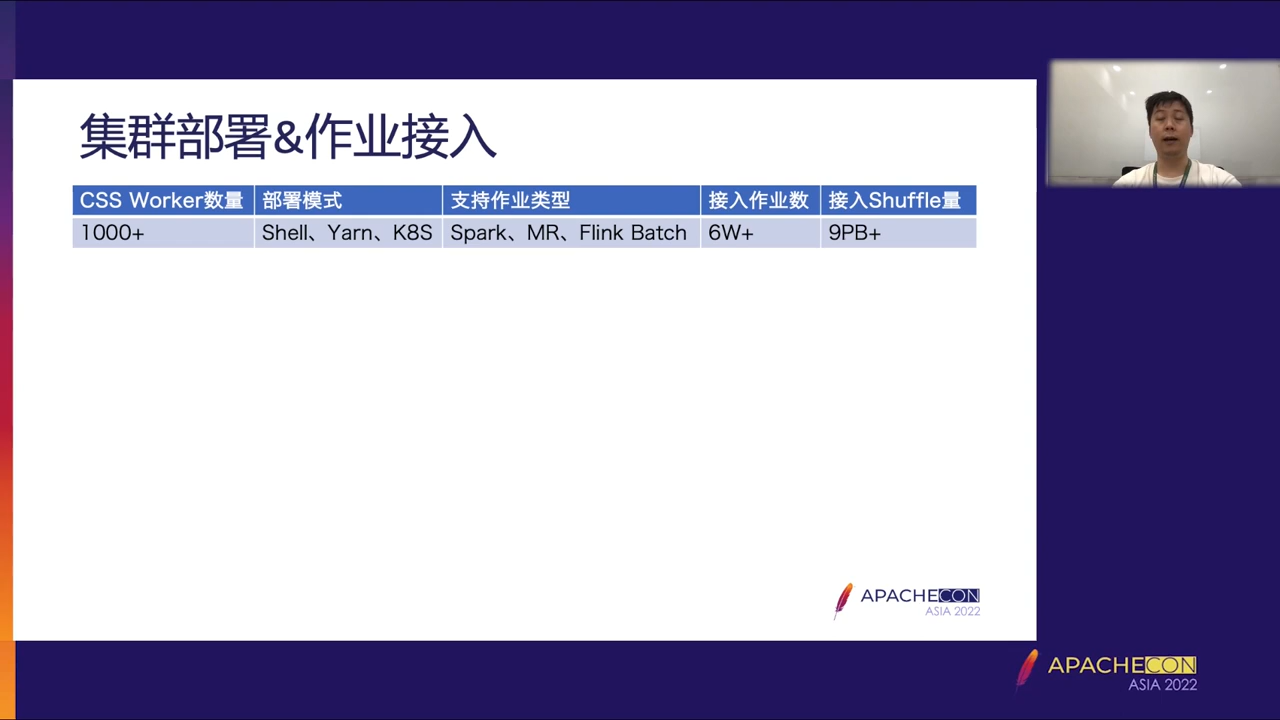 集群部署&作业接入
CSS Worker数量 部署模式 支持作业类型 接入作业数 接入Shuffle量
1000+ Shell、Yarn、K8S Spark、MR、Flink Batch 6W+ 9PB+
APACHECON
ASIA 2022
APACHECON
ASIA 2022